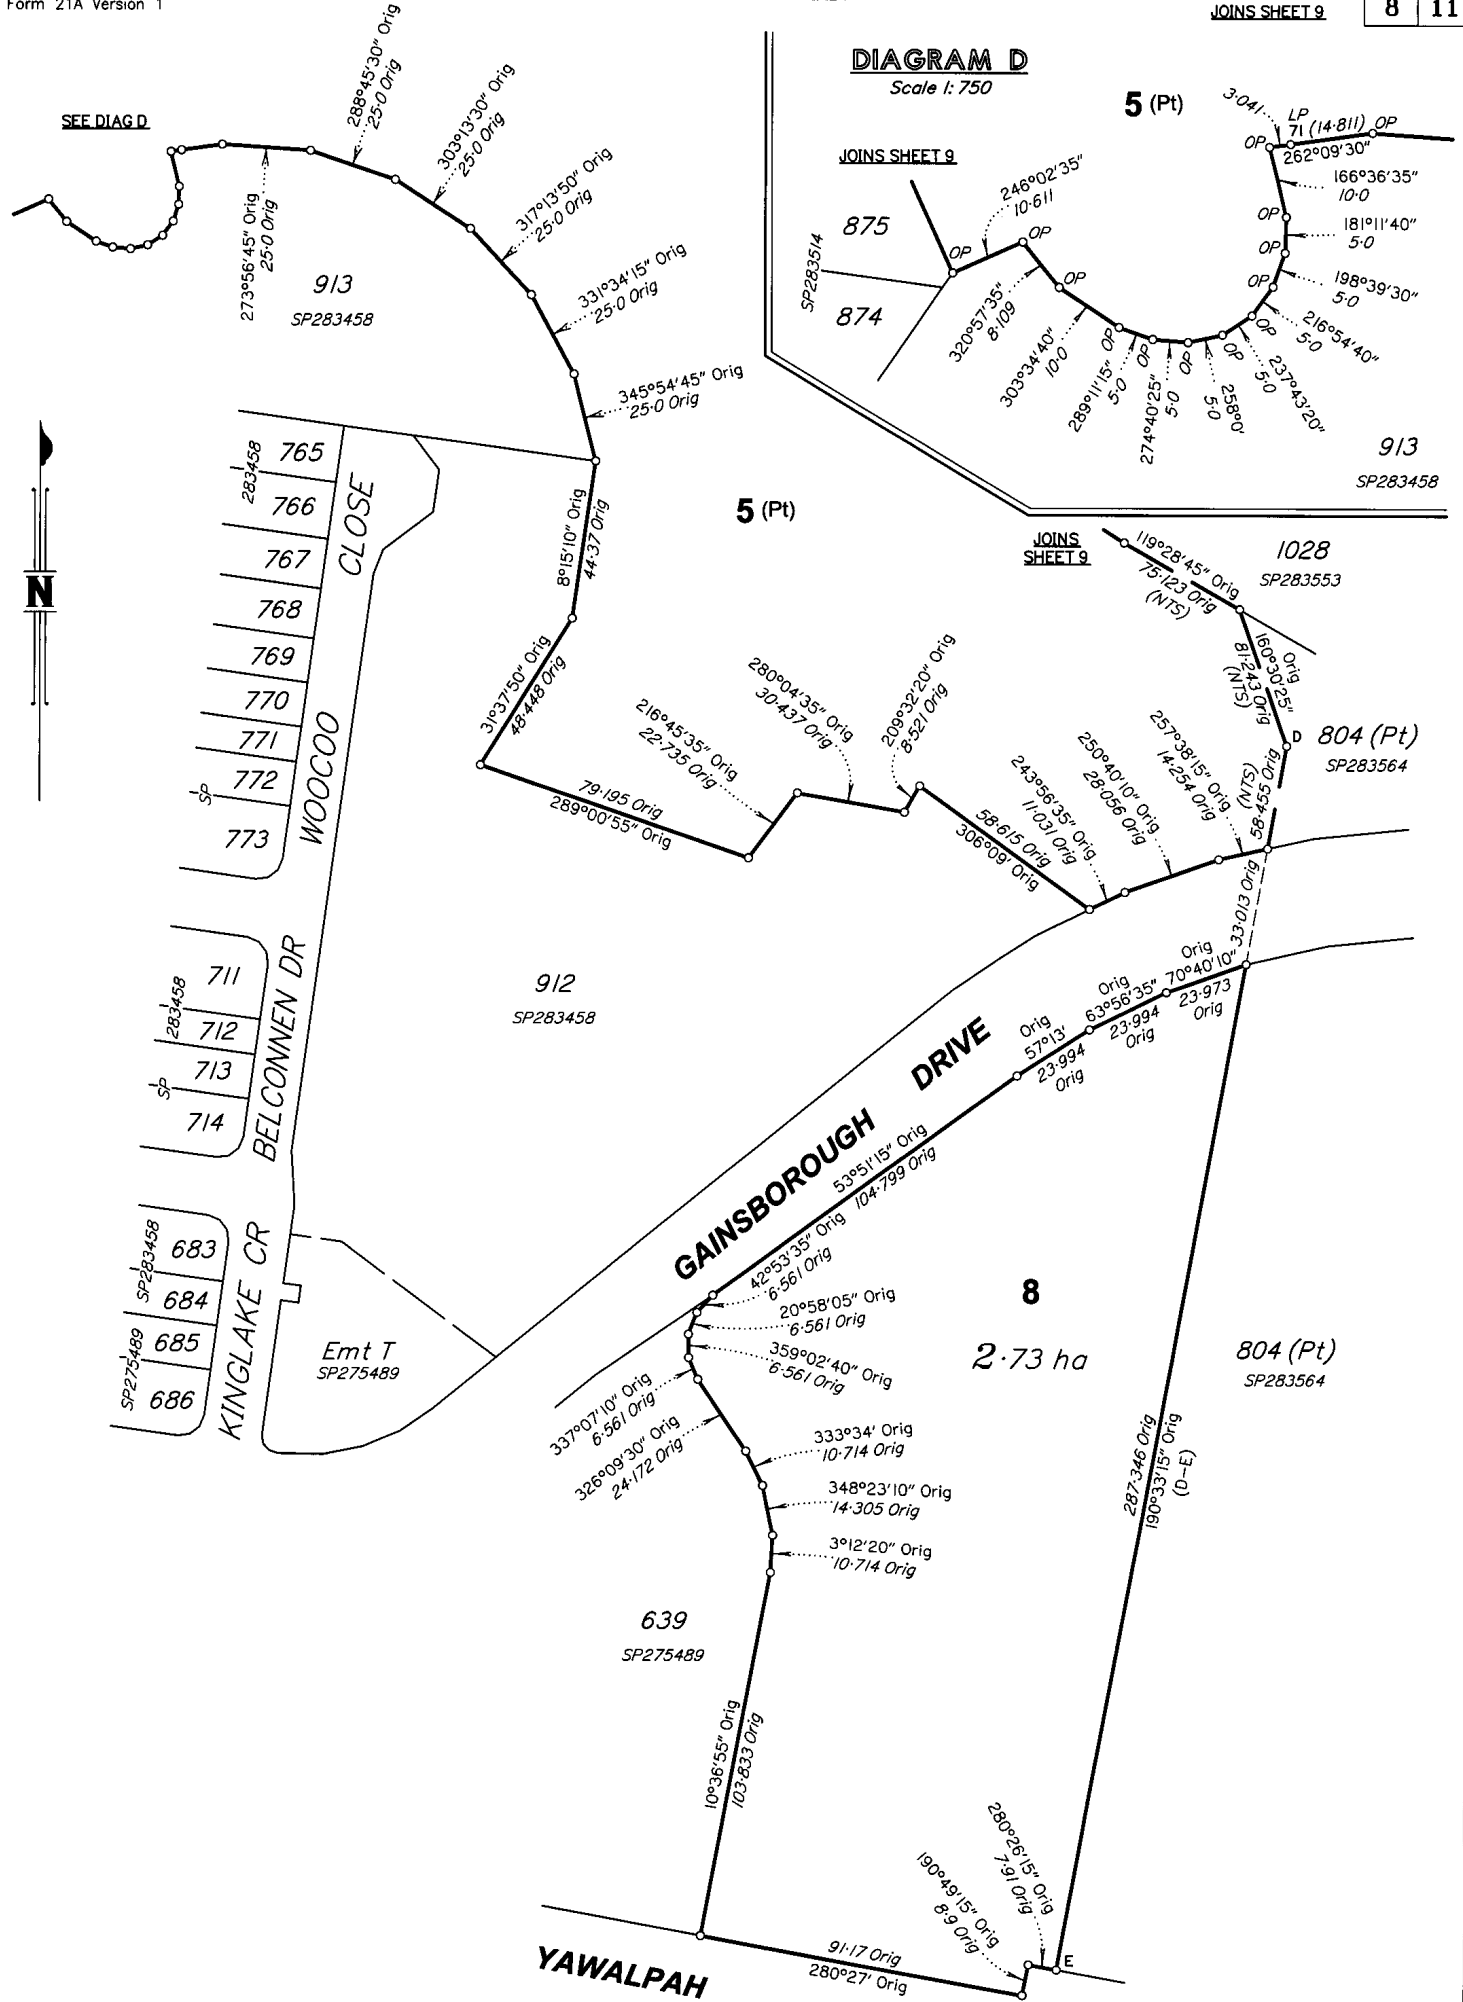 Form 21A Version 1
JOINS SHEET 9
8
11
DIAGRAM D
Scale 1:750
5 (Pt)
JOINS SHEET 9
875
874
SP283514
OP
246°02'35"
10·611
OP
320°57'35"
8·109
OP
303°34'40"
10·0
OP
289°11'15"
5·0
274°40'25"
5·0
OP
258°0'
5·0
OP
237°43'20"
5·0
OP
216°54'40"
5·0
OP
198°39'30"
5·0
OP
181°11'40"
5·0
OP
166°36'35"
10·0
OP
3·041
LP
71 (14·811)
OP
262°09'30"
913
SP283458
SEE DIAG D
288°45'30" Orig
25·0 Orig
303°13'30" Orig
25·0 Orig
317°13'50" Orig
25·0 Orig
331°34'15" Orig
25·0 Orig
345°54'45" Orig
25·0 Orig
273°56'45" Orig
25·0 Orig
913
SP283458
N
765
766
767
768
769
770
771
772
773
283458
SP
CLOSE
WOOCOO
8°15'10" Orig
44·37 Orig
5 (Pt)
31°37'50" Orig
48·448 Orig
79·195 Orig
289°00'55" Orig
216°45'35" Orig
22·735 Orig
280°04'35" Orig
30·437 Orig
209°32'20" Orig
8·521 Orig
58·615 Orig
306°09' Orig
243°56'35" Orig
11·031 Orig
250°40'10" Orig
28·056 Orig
257°38'15" Orig
14·254 Orig
JOINS
SHEET 9
119°28'45" Orig
75·123 Orig
(NTS)
1028
SP283553
Orig
160°30'25"
81·243 Orig
(NTS)
D
804 (Pt)
SP283564
(NTS)
58·455 Orig
33·013 Orig
711
712
713
714
283458
SP
BELCONNEN DR
912
SP283458
GAINSBOROUGH DRIVE
Orig
70°40'10"
23·973
Orig
Orig
63°56'35"
23·994
Orig
Orig
57°13'
23·994
Orig
53°51'15" Orig
104·799 Orig
42°53'35" Orig
6·561 Orig
20°58'05" Orig
6·561 Orig
359°02'40" Orig
6·561 Orig
337°07'10" Orig
6·561 Orig
326°09'30" Orig
24·172 Orig
333°34' Orig
10·714 Orig
348°23'10" Orig
14·305 Orig
3°12'20" Orig
10·714 Orig
683
684
685
686
SP283458
SP275489
KINGLAKE CR
Emt T
SP275489
8
2·73 ha
804 (Pt)
SP283564
287·346 Orig
190°33'15" Orig
(D-E)
639
SP275489
10°36'55" Orig
103·833 Orig
280°26'15" Orig
7·91 Orig
190°49'15" Orig
8·9 Orig
E
91·17 Orig
280°27' Orig
YAWALPAH